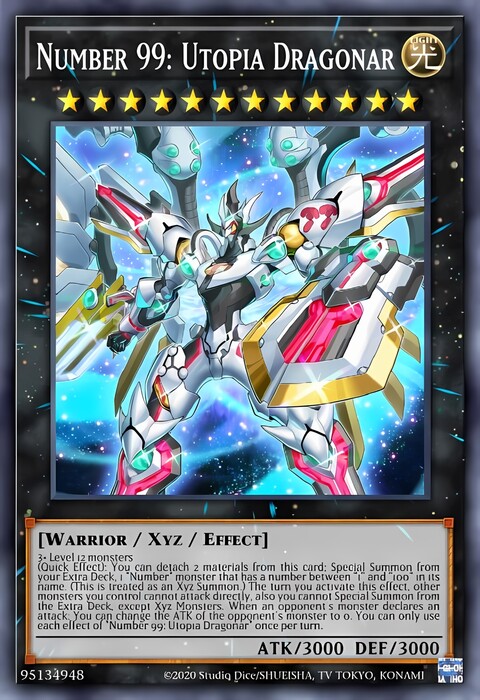 Number 99: Utopia Dragonar
LIGHT
光
99
[Warrior / Xyz / Effect]
3+ Level 12 monsters
(Quick Effect): You can detach 2 materials from this card; Special Summon from
your Extra Deck, 1 "Number" monster that has a number between "1" and "100" in its
name. (This is treated as an Xyz Summon.) The turn you activate this effect, other
monsters you control cannot attack directly, also you cannot Special Summon from
the Extra Deck, except Xyz Monsters. When an opponent's monster declares an
attack: You can change the ATK of the opponent's monster to 0. You can only use
each effect of "Number 99: Utopia Dragonar" once per turn.
ATK/3000 DEF/3000
95134948
©2020 Studio Dice/SHUEISHA, TV TOKYO, KONAMI